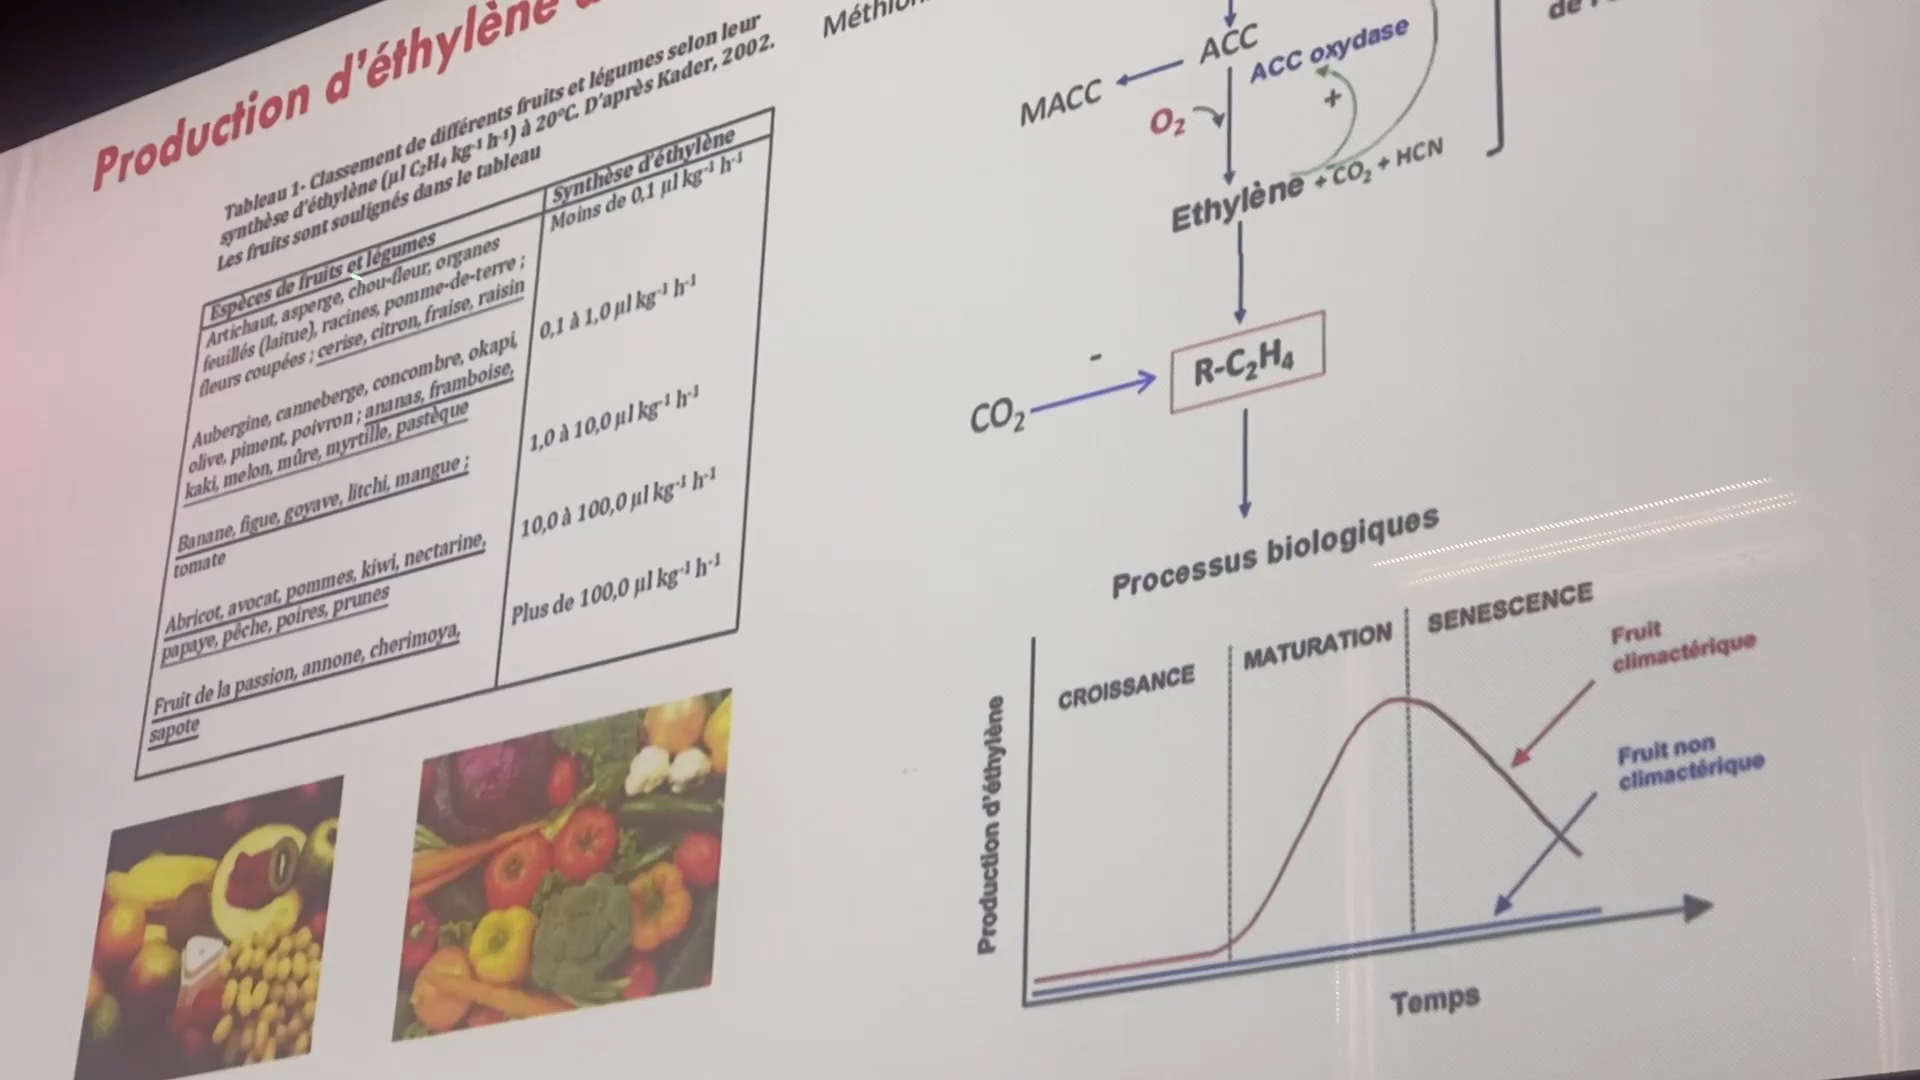 Production d'éthylène
Tableau 1- Classement de différents fruits et légumes selon leur
synthèse d'éthylène (µl C₂H₄ kg⁻¹ h⁻¹) à 20°C. D'après Kader, 2002.
Les fruits sont soulignés dans le tableau
Espèces de fruits et légumes
Synthèse d'éthylène
Artichaut, asperge, chou-fleur, organes
feuillés (laitue), racines, pomme-de-terre ;
fleurs coupées ; cerise, citron, fraise, raisin
Moins de 0,1 µl kg⁻¹ h⁻¹
Aubergine, canneberge, concombre, okapi,
olive, piment, poivron ; ananas, framboise,
kaki, melon, mûre, myrtille, pastèque
0,1 à 1,0 µl kg⁻¹ h⁻¹
Banane, figue, goyave, litchi, mangue ;
tomate
1,0 à 10,0 µl kg⁻¹ h⁻¹
Abricot, avocat, pommes, kiwi, nectarine,
papaye, pêche, poires, prunes
10,0 à 100,0 µl kg⁻¹ h⁻¹
Fruit de la passion, annone, cherimoya,
sapote
Plus de 100,0 µl kg⁻¹ h⁻¹
ACC
MACC
ACC oxydase
O₂
+
Ethylène + CO₂ + HCN
-
CO₂
R-C₂H₄
Processus biologiques
CROISSANCE
MATURATION
SENESCENCE
Fruit
climactérique
Fruit non
climactérique
Production d'éthylène
Temps